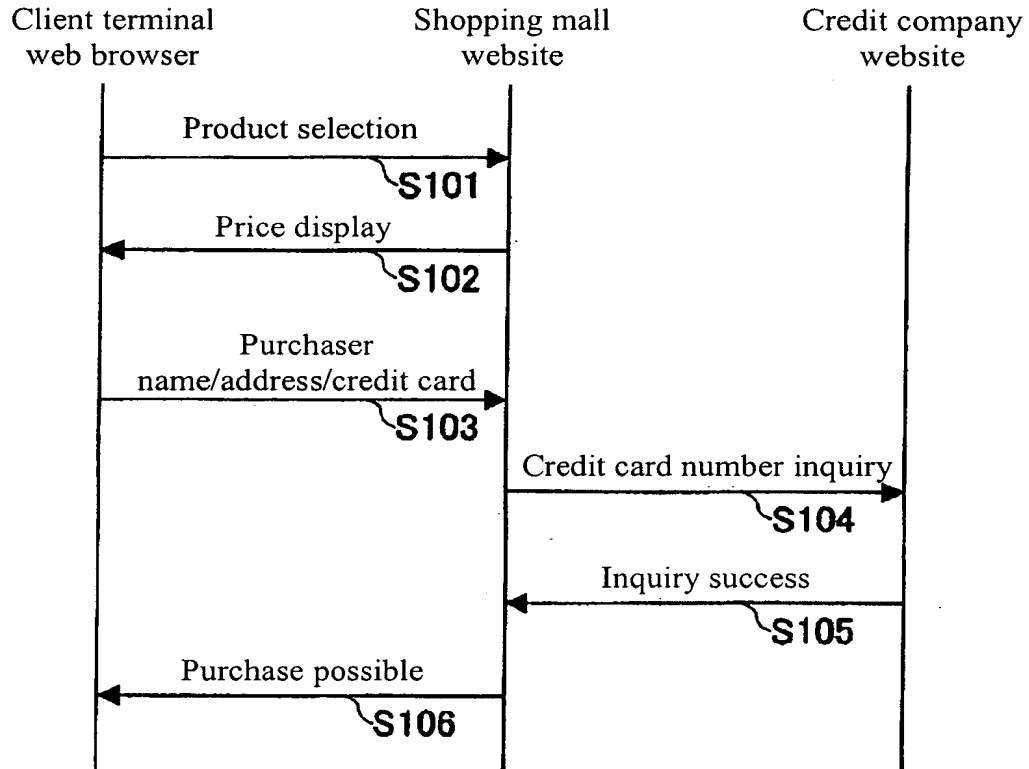 Client terminal
web browser
Shopping mall
website
Credit company
website
Product selection
S101
Price display
S102
Purchaser
name/address/credit card
S103
Credit card number inquiry
S104
Inquiry success
S105
Purchase possible
S106